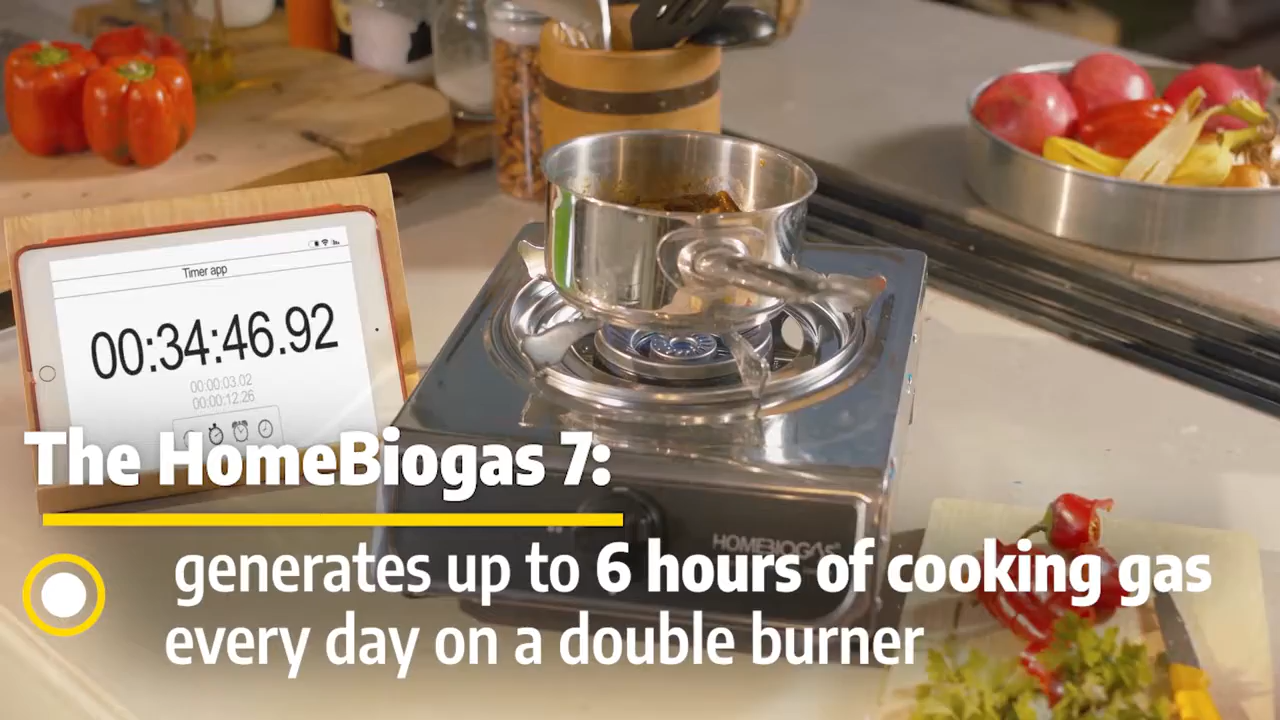 Timer app
00:34:46.92
00:00:03.02
00:00:12.26
The HomeBiogas 7:
HOMEBIOGAS
generates up to 6 hours of cooking gas
every day on a double burner